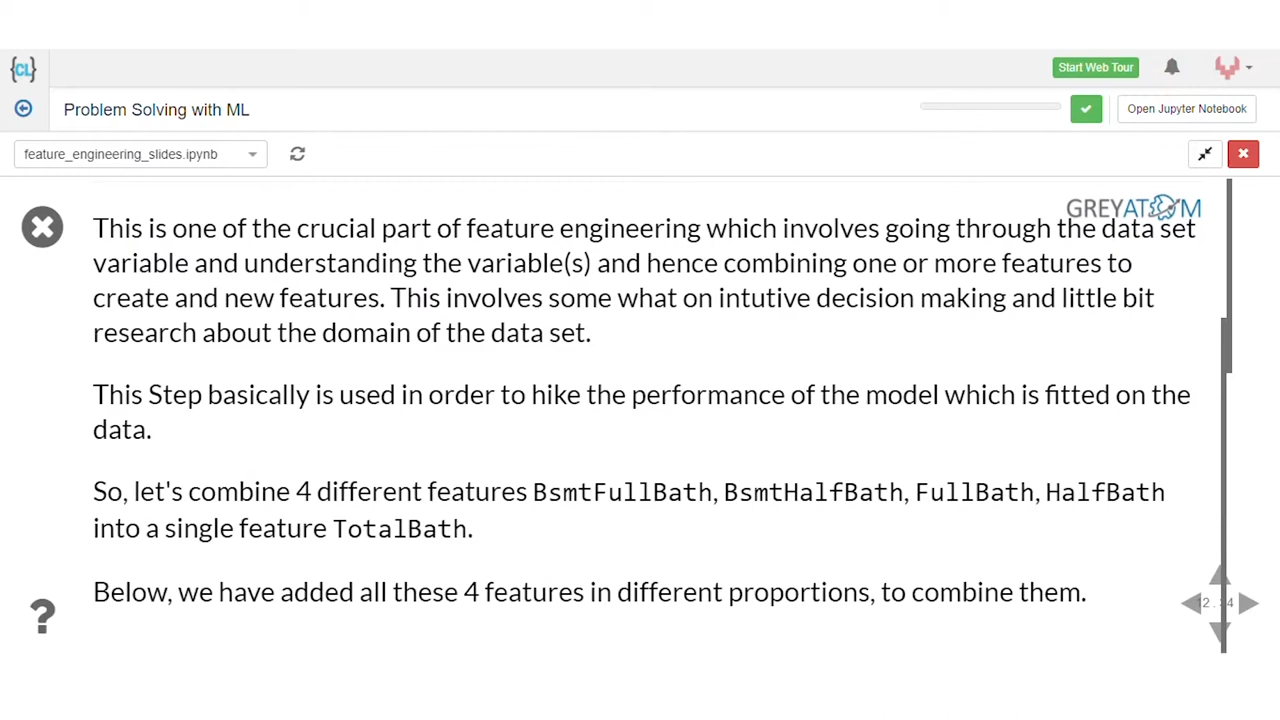 {CL}
Start Web Tour
Problem Solving with ML
Open Jupyter Notebook
feature_engineering_slides.ipynb
GREYATOM
This is one of the crucial part of feature engineering which involves going through the data set
variable and understanding the variable(s) and hence combining one or more features to
create and new features. This involves some what on intutive decision making and little bit
research about the domain of the data set.
This Step basically is used in order to hike the performance of the model which is fitted on the
data.
So, let's combine 4 different features BsmtFullBath, BsmtHalfBath, FullBath, HalfBath
into a single feature TotalBath.
Below, we have added all these 4 features in different proportions, to combine them.
?